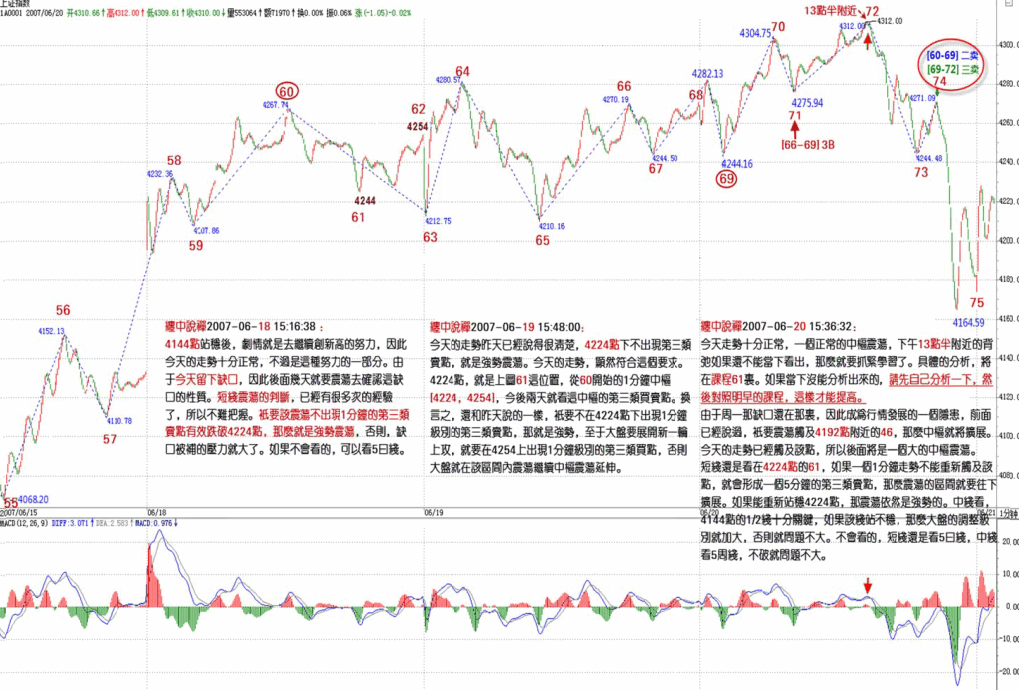 上证指数
1A0001 2007/06/20 开4310.66↑高4312.00↑低4309.61↑收4310.00↓量553064↑额71970↑换0.00% 振0.06% 涨(-1.05)-0.02%
13點半附近 72
4312.00
4312.00
4304.75 70
[60-69] 二卖
[69-72] 三卖
74
4271.09
4300.0
4280.0
4260.0
4240.0
4220.0
4200.0
4180.0
4160.0
4140.0
4120.0
4100.0
4080.0
64
4280.57
4282.13
66
4270.19
68
60
4267.74
62
4254
4275.94
71
[66-69] 3B
58
4232.36
4244
61
67
4244.50
4244.16
69
4244.48
73
59
4212.75
63
4210.16
65
75
4164.59
56
4152.13
4110.78
57
55
4068.20
纏中說禪2007-06-18 15:16:38：
4144點站穩後，劇情就是去繼續創新高的努力，因此
今天的走勢十分正常，不過是這種努力的一部分。由
于今天留下缺口，因此後面幾天就要震蕩去確認這缺
口的性質。短綫震蕩的判斷，已經有很多次的經驗
了，所以不難把握。祇要該震蕩不出現1分鐘的第三類
賣點有效跌破4224點，那麼就是強勢震蕩，否則，缺
口被補的壓力就大了。如果不會看的，可以看5日綫。
纏中說禪2007-06-19 15:48:00：
今天的走勢昨天已經說得很清楚，4224點下不出現第三類
賣點，就是強勢震蕩。今天的走勢，顯然符合這個要求。
4224點，就是上圖61這位置，從60開始的1分鐘中樞
[4224，4254]，今後兩天就看這中樞的第三類買賣點。換
言之，還和昨天說的一樣，祇要不在4224點下出現1分鐘
級別的第三類賣點，那就是強勢，至于大盤要展開新一輪
上攻，就要在4254上出現1分鐘級別的第三類買點，否則
大盤就在該區間內震蕩繼續中樞震蕩延伸。
纏中說禪2007-06-20 15:36:32：
今天走勢十分正常，一個正常的中樞震蕩，下午13點半附近的背
弛如果還不能當下看出，那麼就要抓緊學習了。具體的分析，將
在課程61裏。如果當下沒能分析出來的，請先自己分析一下，然
後對照明早的課程，這樣才能提高。
由于周一那缺口還在那裏，因此成為行情發展的一個隱患，前面
已經說過，祇要震蕩觸及4192點附近的46，那麼中樞就將擴展。
今天的走勢已經觸及該點，所以後面將是一個大的中樞震蕩。
短綫還是看在4224點的61，如果一個1分鐘走勢不能重新觸及該
點，就會形成一個5分鐘的第三類賣點，那麼震蕩的區間就要往下
擴展。如果能重新站穩4224點，那震蕩依然是強勢的。中綫看，
4144點的1/2綫十分關鍵，如果該綫站不穩，那麼大盤的調整級
別就加大，否則就問題不大。不會看的，短綫還是看5日綫，中綫
看5周綫，不破就問題不大。
2007/06/15 06/18 06/19 06/20 06/21 1分钟
MACD(12,26,9) DIFF:3.071↑ DEA:2.583↑ MACD:0.976↓
20.00
10.00
0.00
-10.00
-20.00